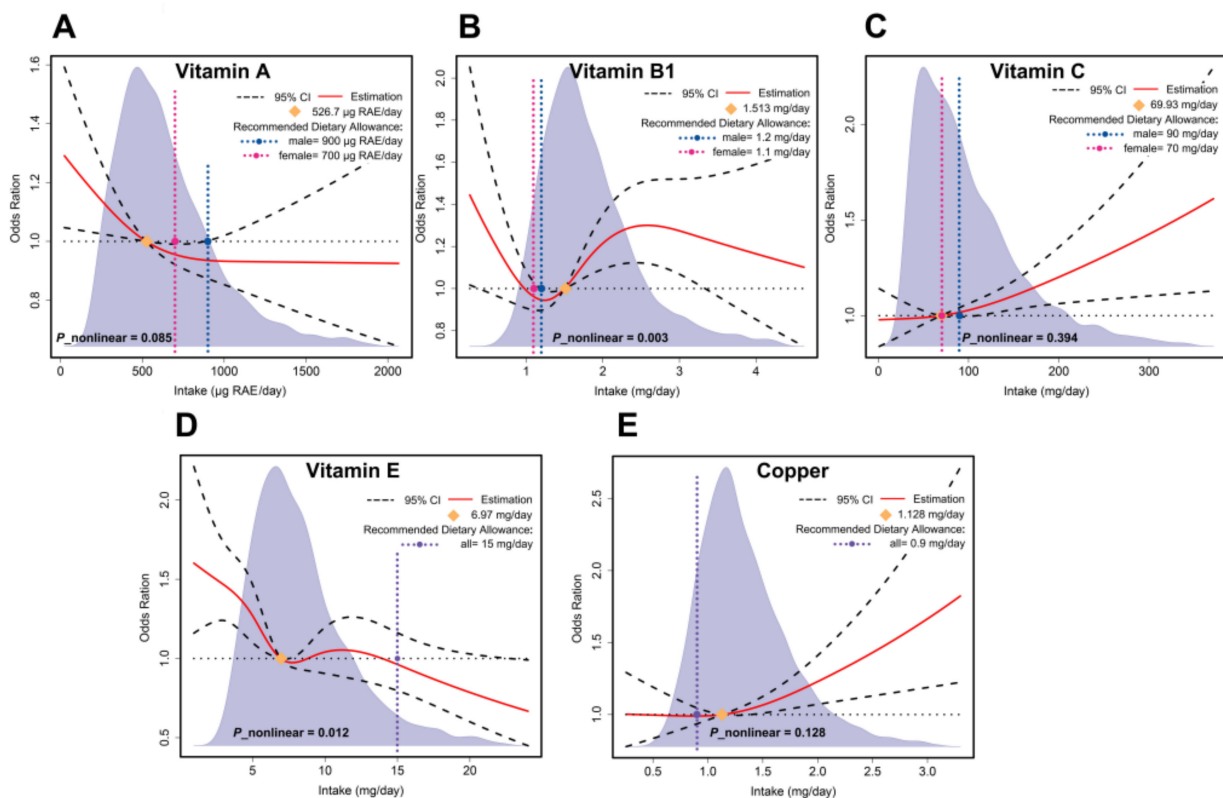 A
Vitamin A
95% CI Estimation
526.7 µg RAE/day
Recommended Dietary Allowance:
male= 900 µg RAE/day
female= 700 µg RAE/day
Odds Ration
1.6
1.4
1.2
1.0
0.8
P_nonlinear = 0.085
0 500 1000 1500 2000
Intake (µg RAE/day)
B
Vitamin B1
95% CI Estimation
1.513 mg/day
Recommended Dietary Allowance:
male= 1.2 mg/day
female= 1.1 mg/day
Odds Ration
2.0
1.8
1.6
1.4
1.2
1.0
0.8
P_nonlinear = 0.003
1 2 3 4
Intake (mg/day)
C
Vitamin C
95% CI Estimation
69.93 mg/day
Recommended Dietary Allowance:
male= 90 mg/day
female= 70 mg/day
Odds Ration
2.0
1.5
1.0
P_nonlinear = 0.394
0 100 200 300
Intake (mg/day)
D
Vitamin E
95% CI Estimation
6.97 mg/day
Recommended Dietary Allowance:
all= 15 mg/day
Odds Ration
2.0
1.5
1.0
0.5
P_nonlinear = 0.012
5 10 15 20
Intake (mg/day)
E
Copper
95% CI Estimation
1.128 mg/day
Recommended Dietary Allowance:
all= 0.9 mg/day
Odds Ration
2.5
2.0
1.5
1.0
P_nonlinear = 0.128
0.5 1.0 1.5 2.0 2.5 3.0
Intake (mg/day)